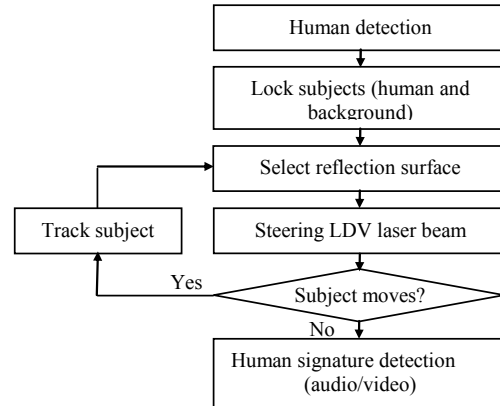 Human detection
Lock subjects (human and
background)
Select reflection surface
Track subject
Steering LDV laser beam
Yes
Subject moves?
No
Human signature detection
(audio/video)